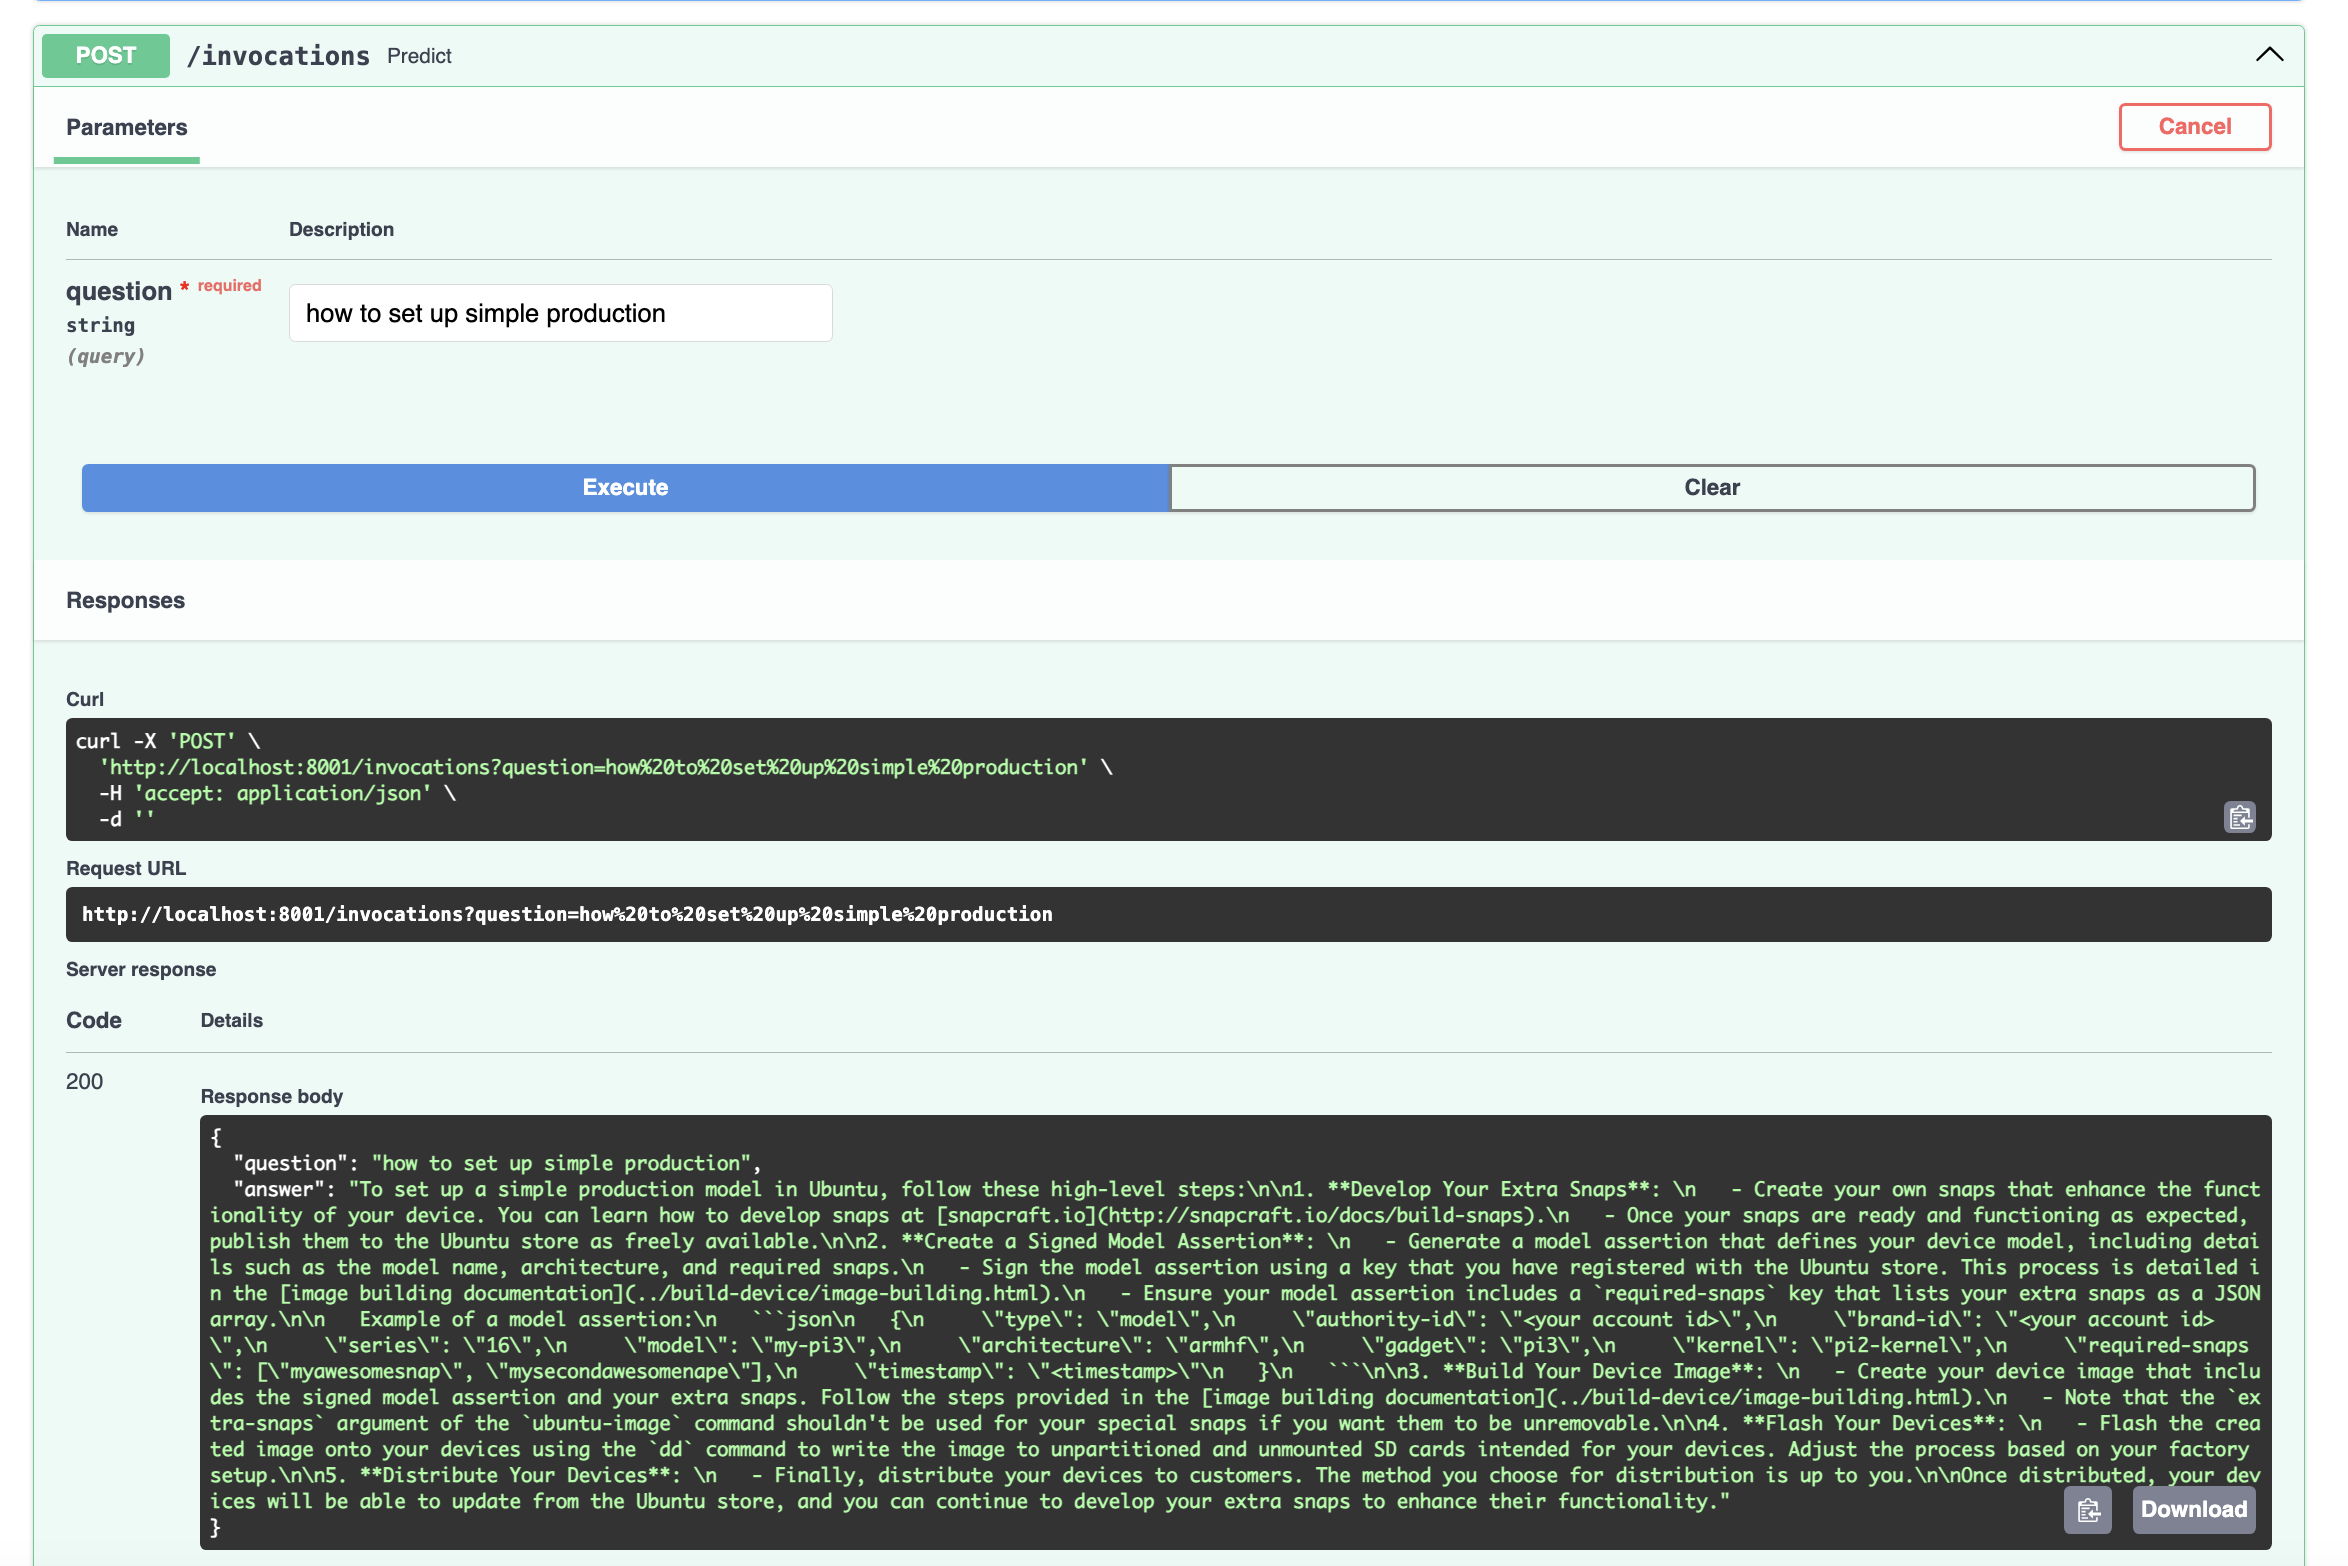 POST /invocations Predict
Parameters
Cancel
Name Description
question * required
string
(query)
how to set up simple production
Execute
Clear
Responses
Curl
curl -X 'POST' \
  'http://localhost:8001/invocations?question=how%20to%20set%20up%20simple%20production' \
  -H 'accept: application/json' \
  -d ''
Request URL
http://localhost:8001/invocations?question=how%20to%20set%20up%20simple%20production
Server response
Code Details
200
Response body
{
  "question": "how to set up simple production",
  "answer": "To set up a simple production model in Ubuntu, follow these high-level steps:\n\n1. **Develop Your Extra Snaps**: \n   - Create your own snaps that enhance the funct
ionality of your device. You can learn how to develop snaps at [snapcraft.io](http://snapcraft.io/docs/build-snaps).\n   - Once your snaps are ready and functioning as expected,
publish them to the Ubuntu store as freely available.\n\n2. **Create a Signed Model Assertion**: \n   - Generate a model assertion that defines your device model, including detai
ls such as the model name, architecture, and required snaps.\n   - Sign the model assertion using a key that you have registered with the Ubuntu store. This process is detailed i
n the [image building documentation](../build-device/image-building.html).\n   - Ensure your model assertion includes a `required-snaps` key that lists your extra snaps as a JSON
array.\n\n   Example of a model assertion:\n   ```json\n   {\n     \"type\": \"model\",\n     \"authority-id\": \"<your account id>\",\n     \"brand-id\": \"<your account id>
\",\n     \"series\": \"16\",\n     \"model\": \"my-pi3\",\n     \"architecture\": \"armhf\",\n     \"gadget\": \"pi3\",\n     \"kernel\": \"pi2-kernel\",\n     \"required-snaps
\": [\"myawesomesnap\", \"mysecondawesomenape\"],\n     \"timestamp\": \"<timestamp>\"\n   }\n   ```\n\n3. **Build Your Device Image**: \n   - Create your device image that inclu
des the signed model assertion and your extra snaps. Follow the steps provided in the [image building documentation](../build-device/image-building.html).\n   - Note that the `ex
tra-snaps` argument of the `ubuntu-image` command shouldn't be used for your special snaps if you want them to be unremovable.\n\n4. **Flash Your Devices**: \n   - Flash the crea
ted image onto your devices using the `dd` command to write the image to unpartitioned and unmounted SD cards intended for your devices. Adjust the process based on your factory
setup.\n\n5. **Distribute Your Devices**: \n   - Finally, distribute your devices to customers. The method you choose for distribution is up to you.\n\nOnce distributed, your dev
ices will be able to update from the Ubuntu store, and you can continue to develop your extra snaps to enhance their functionality."
}
Download